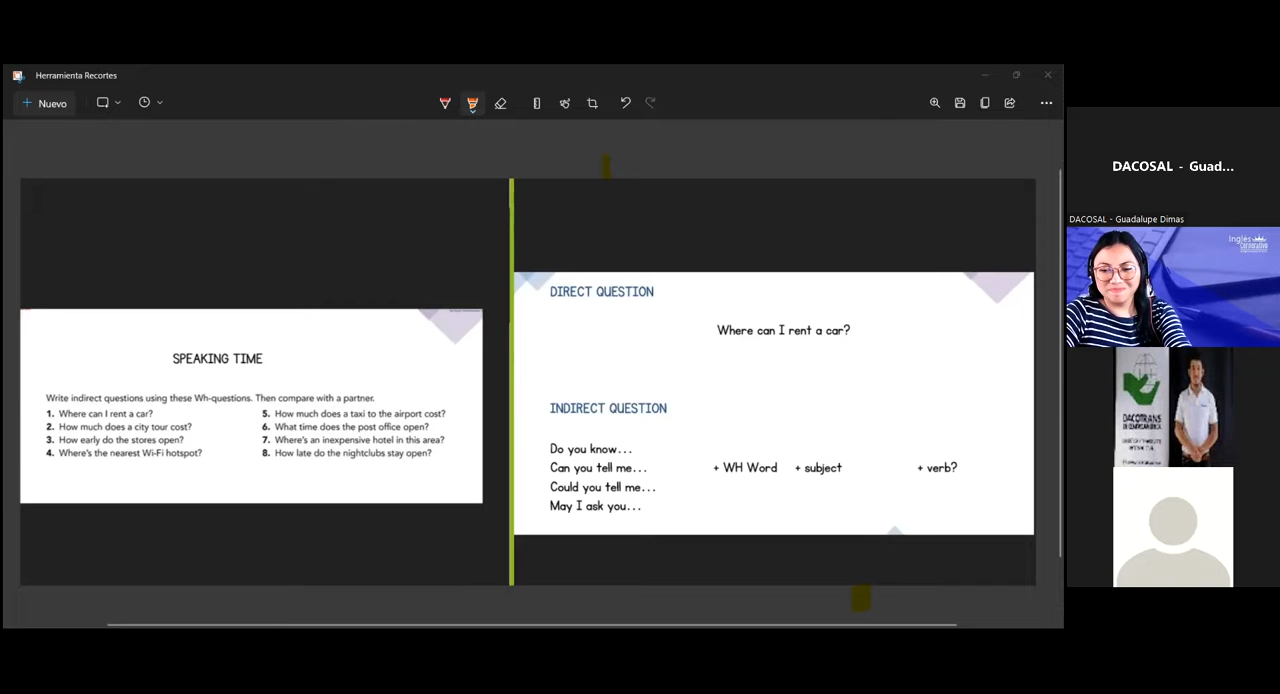 Herramienta Recortes
Nuevo
SPEAKING TIME
Write indirect questions using these Wh-questions. Then compare with a partner.
1. Where can I rent a car?
2. How much does a city tour cost?
3. How early do the stores open?
4. Where's the nearest Wi-Fi hotspot?
5. How much does a taxi to the airport cost?
6. What time does the post office open?
7. Where's an inexpensive hotel in this area?
8. How late do the nightclubs stay open?
DIRECT QUESTION
Where can I rent a car?
INDIRECT QUESTION
Do you know...
Can you tell me... + WH Word + subject + verb?
Could you tell me...
May I ask you...
DACOSAL - Guad...
DACOSAL - Guadalupe Dimas
Inglés
Corporativo
DACOTRANS
DE CENTROAMERICA